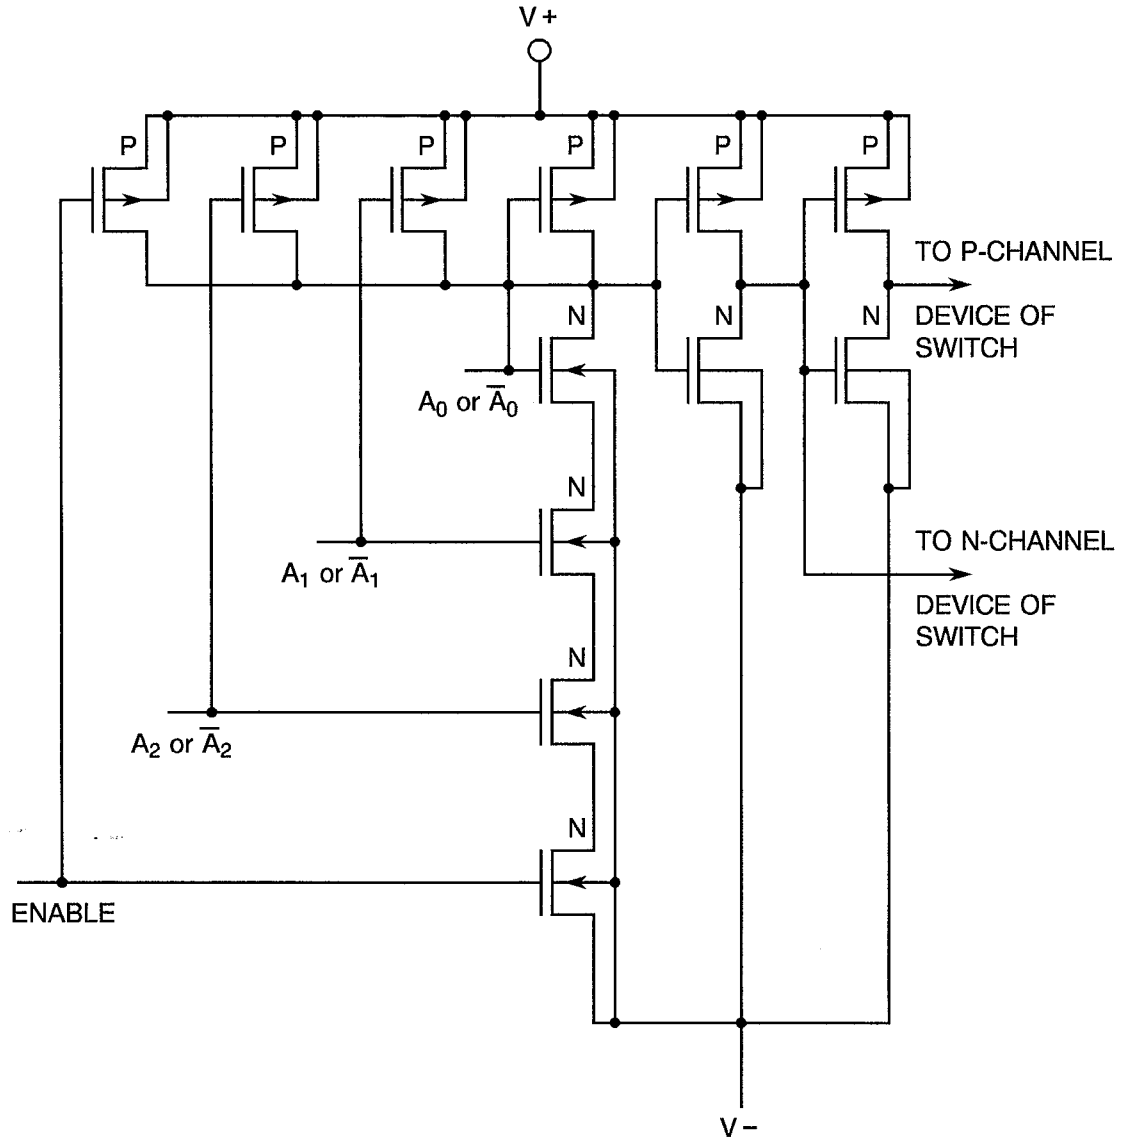 V+
P P P P P P
TO P-CHANNEL
DEVICE OF
SWITCH
N N N
A₀ or A̅₀
N
TO N-CHANNEL
DEVICE OF
SWITCH
A₁ or A̅₁
N
A₂ or A̅₂
N
ENABLE
V−